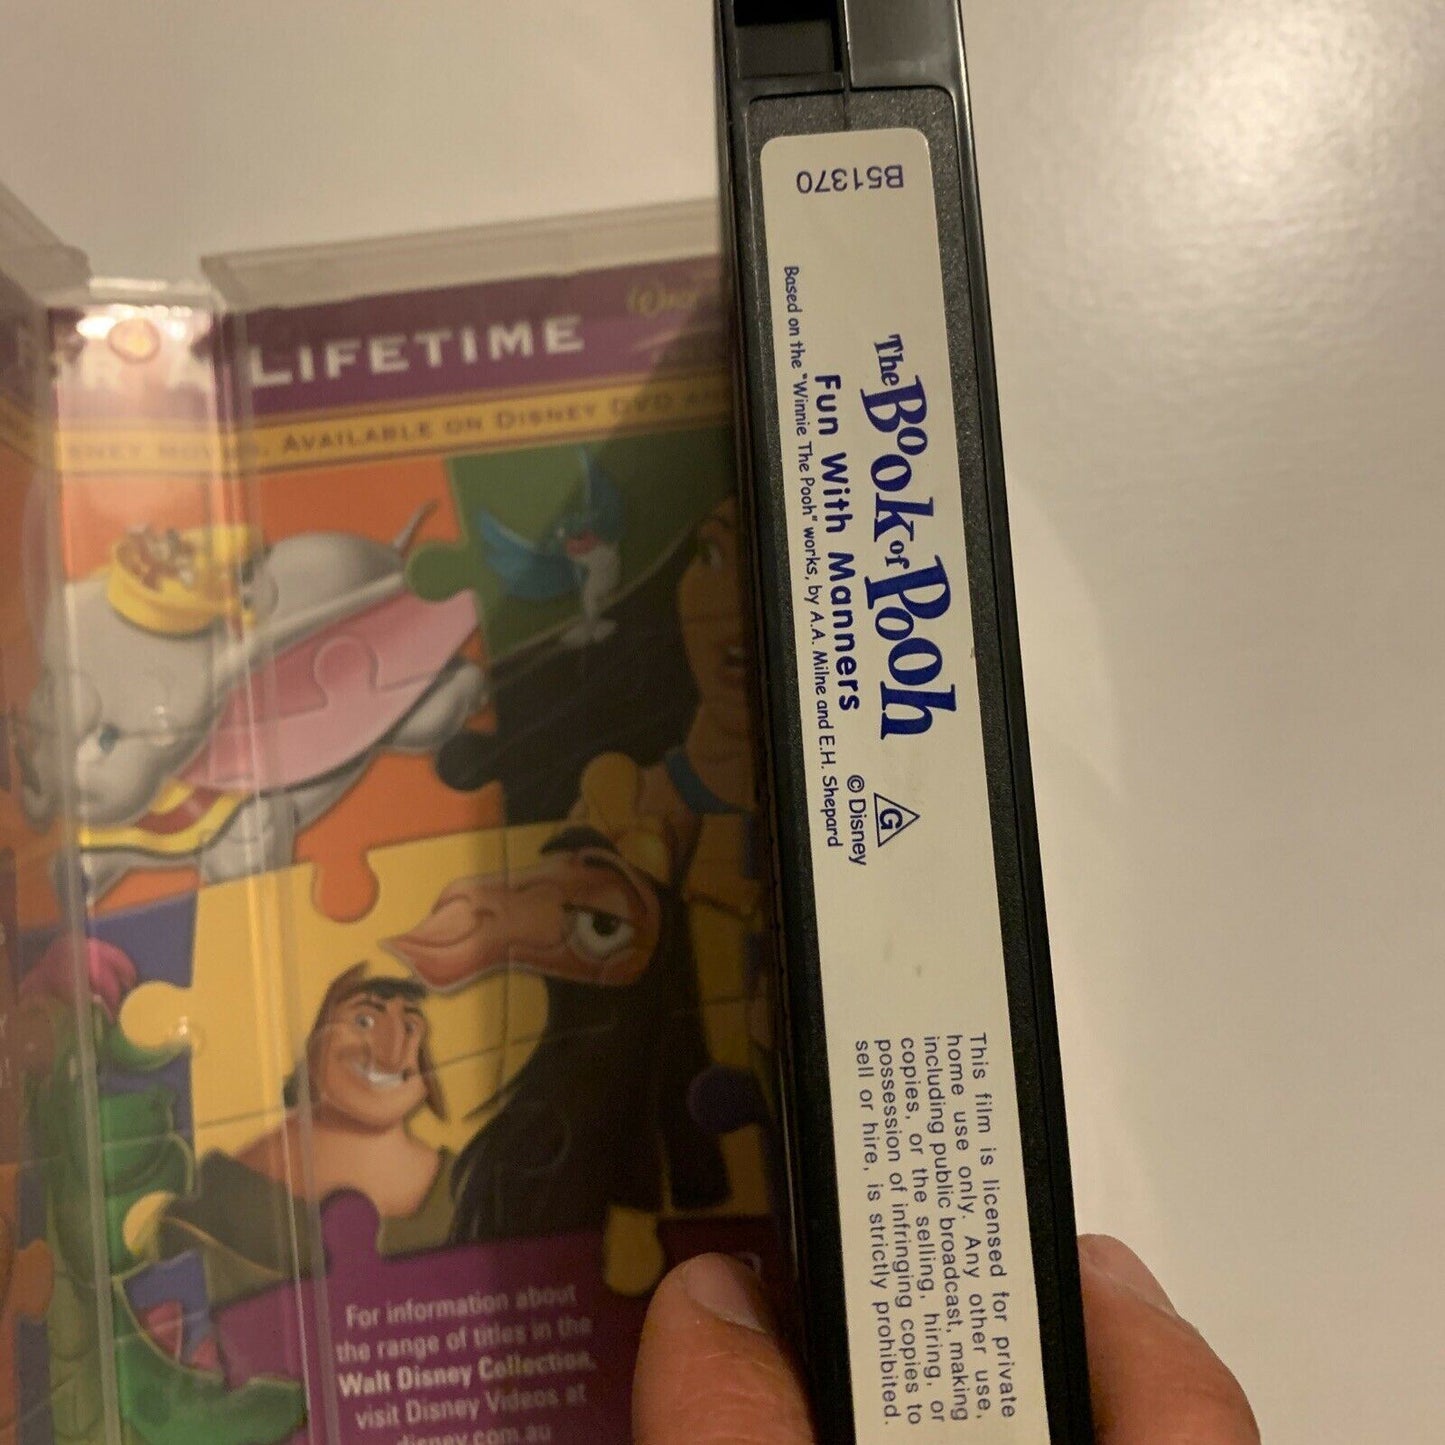 B51370
The Book of Pooh
Fun With Manners
© Disney
G
Based on the "Winnie The Pooh" works, by A.A. Milne and E.H. Shepard
This film is licensed for private
home use only. Any other use,
including public broadcast, making
copies, or the selling, hiring, or
possession of infringing copies to
sell or hire, is strictly prohibited.
A LIFETIME
AVAILABLE ON DISNEY DVD
For information about
the range of titles in the
Walt Disney Collection,
visit Disney Videos at
disney.com.au